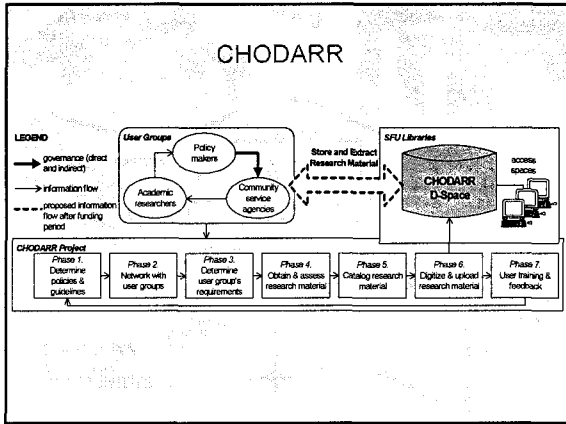 CHODARR
LEGEND
governance (direct
and indirect)
information flow
proposed information
flow after funding
period
User Groups
Policy
makers
Academic
researchers
Community
service
agencies
Store and Extract
Research Material
SFU Libraries
CHODARR
D-Space
access
spaces
CHODARR Project
Phase 1.
Determine
policies &
guidelines
Phase 2.
Network with
user groups
Phase 3.
Determine
user group's
requirements
Phase 4.
Obtain & assess
research material
Phase 5.
Catalog research
material
Phase 6.
Digitize & upload
research material
Phase 7.
User training &
feedback